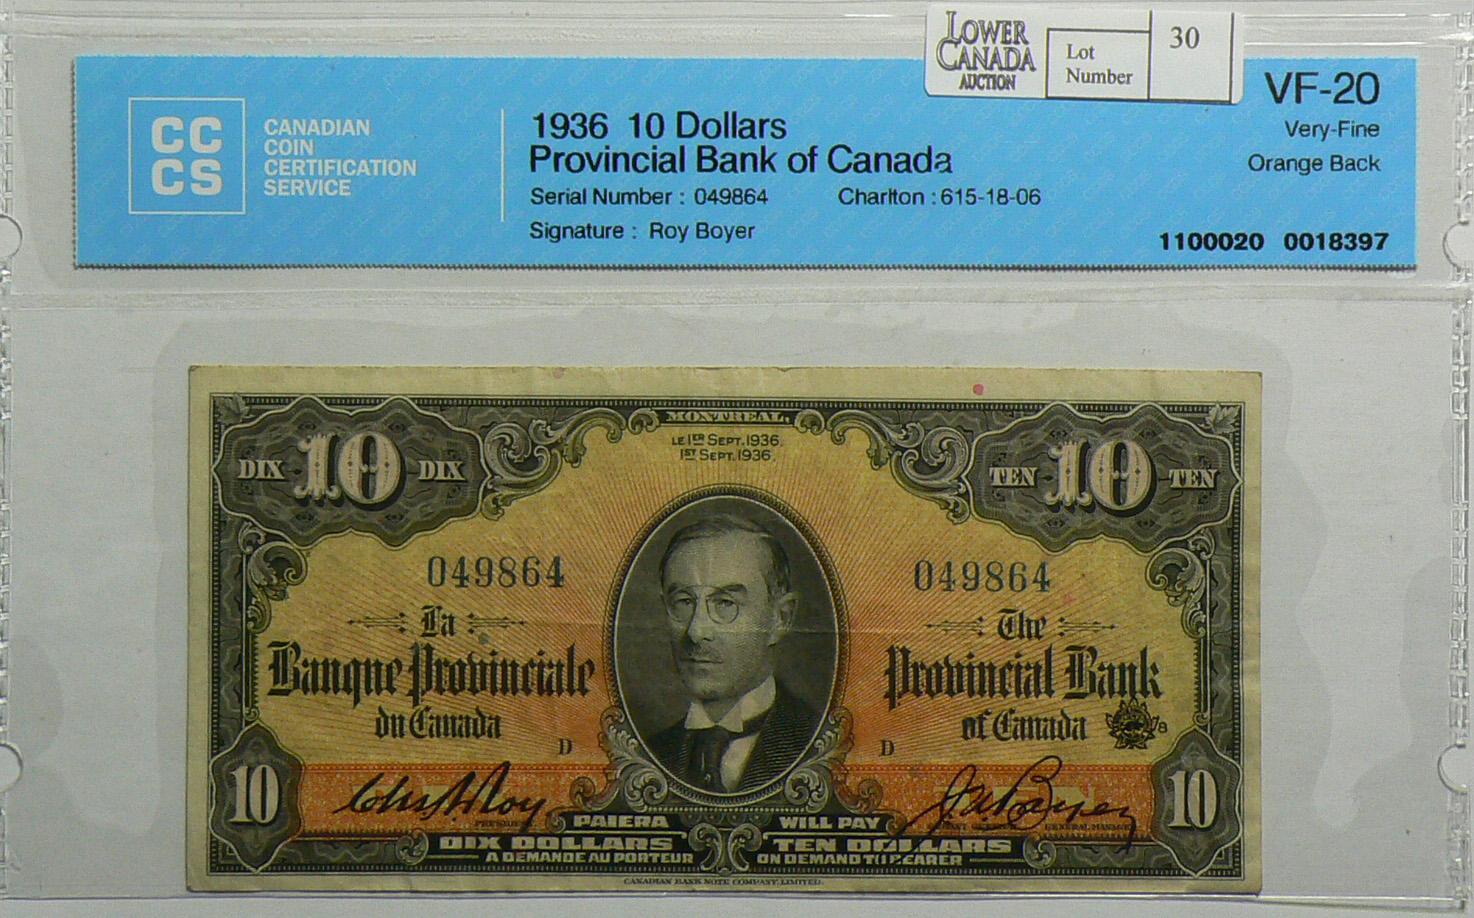 LOWER
CANADA
AUCTION
Lot
Number
30
CC
CS
CANADIAN
COIN
CERTIFICATION
SERVICE
1936 10 Dollars
Provincial Bank of Canada
Serial Number : 049864 Charlton : 615-18-06
Signature : Roy Boyer
VF-20
Very-Fine
Orange Back
1100020 0018397
MONTREAL,
LE 1ER SEPT. 1936.
1ST SEPT. 1936.
DIX 10 DIX
TEN 10 TEN
049864 049864
La
Banque Provinciale
du Canada
D
The
Provincial Bank
of Canada
D
10 10
PRESIDENT
GENERAL MANAGER
PAIERA WILL PAY
DIX DOLLARS TEN DOLLARS
A DEMANDE AU PORTEUR ON DEMAND TO BEARER
CANADIAN BANK NOTE COMPANY, LIMITED.